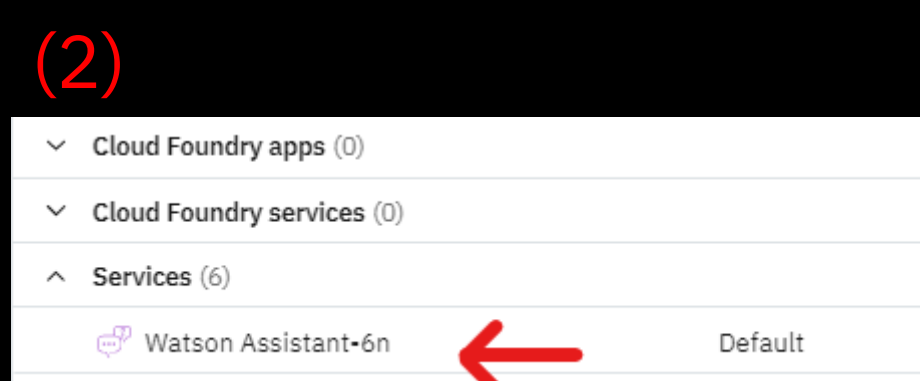 (2)
Cloud Foundry apps (0)
Cloud Foundry services (0)
Services (6)
Watson Assistant-6n Default